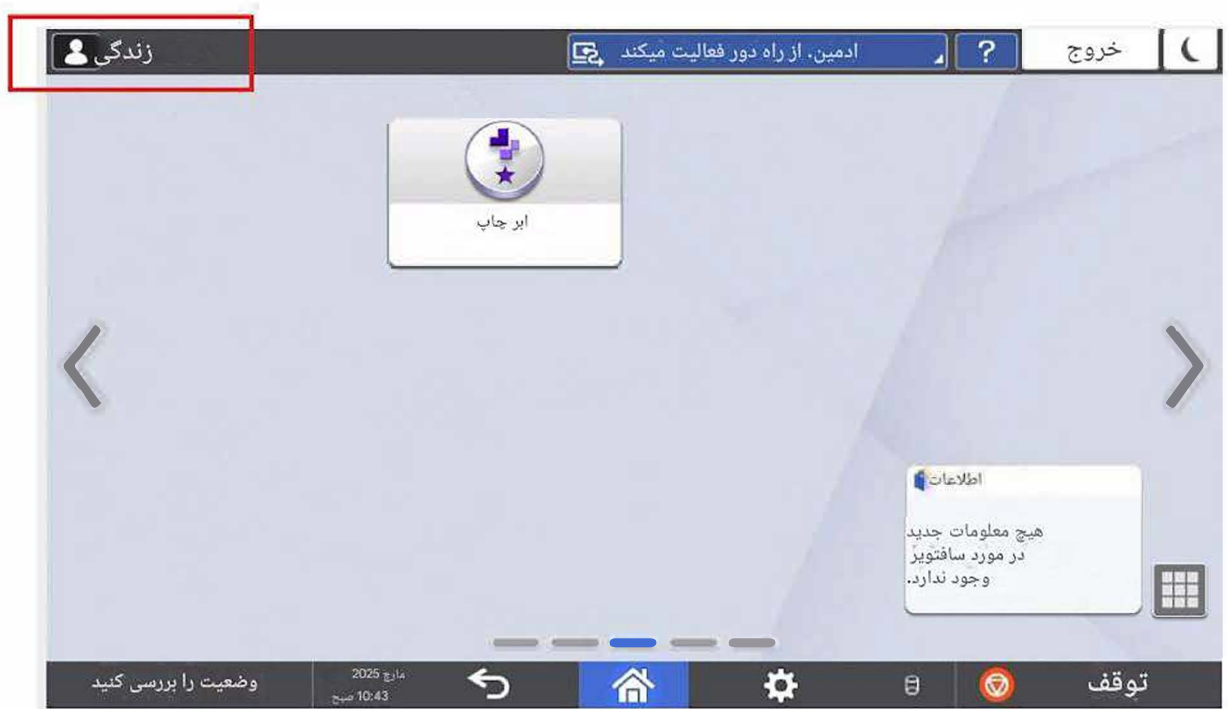 زندگی
ادمین. از راه دور فعالیت میکند
?
خروج
ابر چاپ
اطلاعات
هیچ معلومات جدید
در مورد سافتویر
وجود ندارد.
وضعیت را بررسی کنید
مارچ 2025
10:43 صبح
توقف